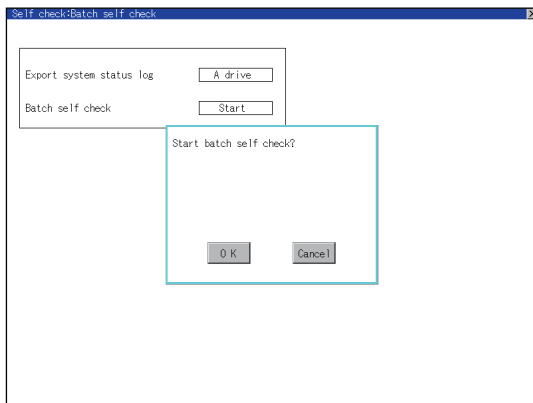 Self check:Batch self check
Export system status log A drive
Batch self check Start
Start batch self check?
OK Cancel